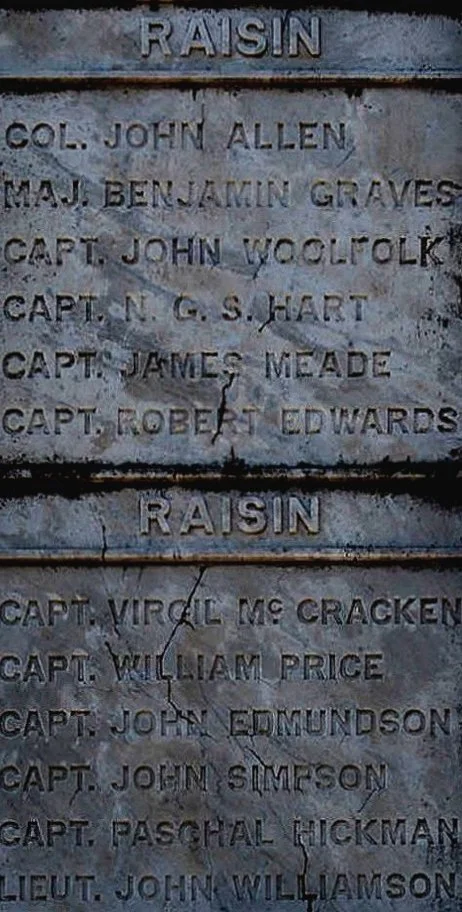 RAISIN
COL. JOHN ALLEN
MAJ. BENJAMIN GRAVES
CAPT. JOHN WOOLFOLK
CAPT. N. G. S. HART
CAPT. JAMES MEADE
CAPT. ROBERT EDWARDS
RAISIN
CAPT. VIRGIL Mc CRACKEN
CAPT. WILLIAM PRICE
CAPT. JOHN EDMUNDSON
CAPT. JOHN SIMPSON
CAPT. PASCHAL HICKMAN
LIEUT. JOHN WILLIAMSON